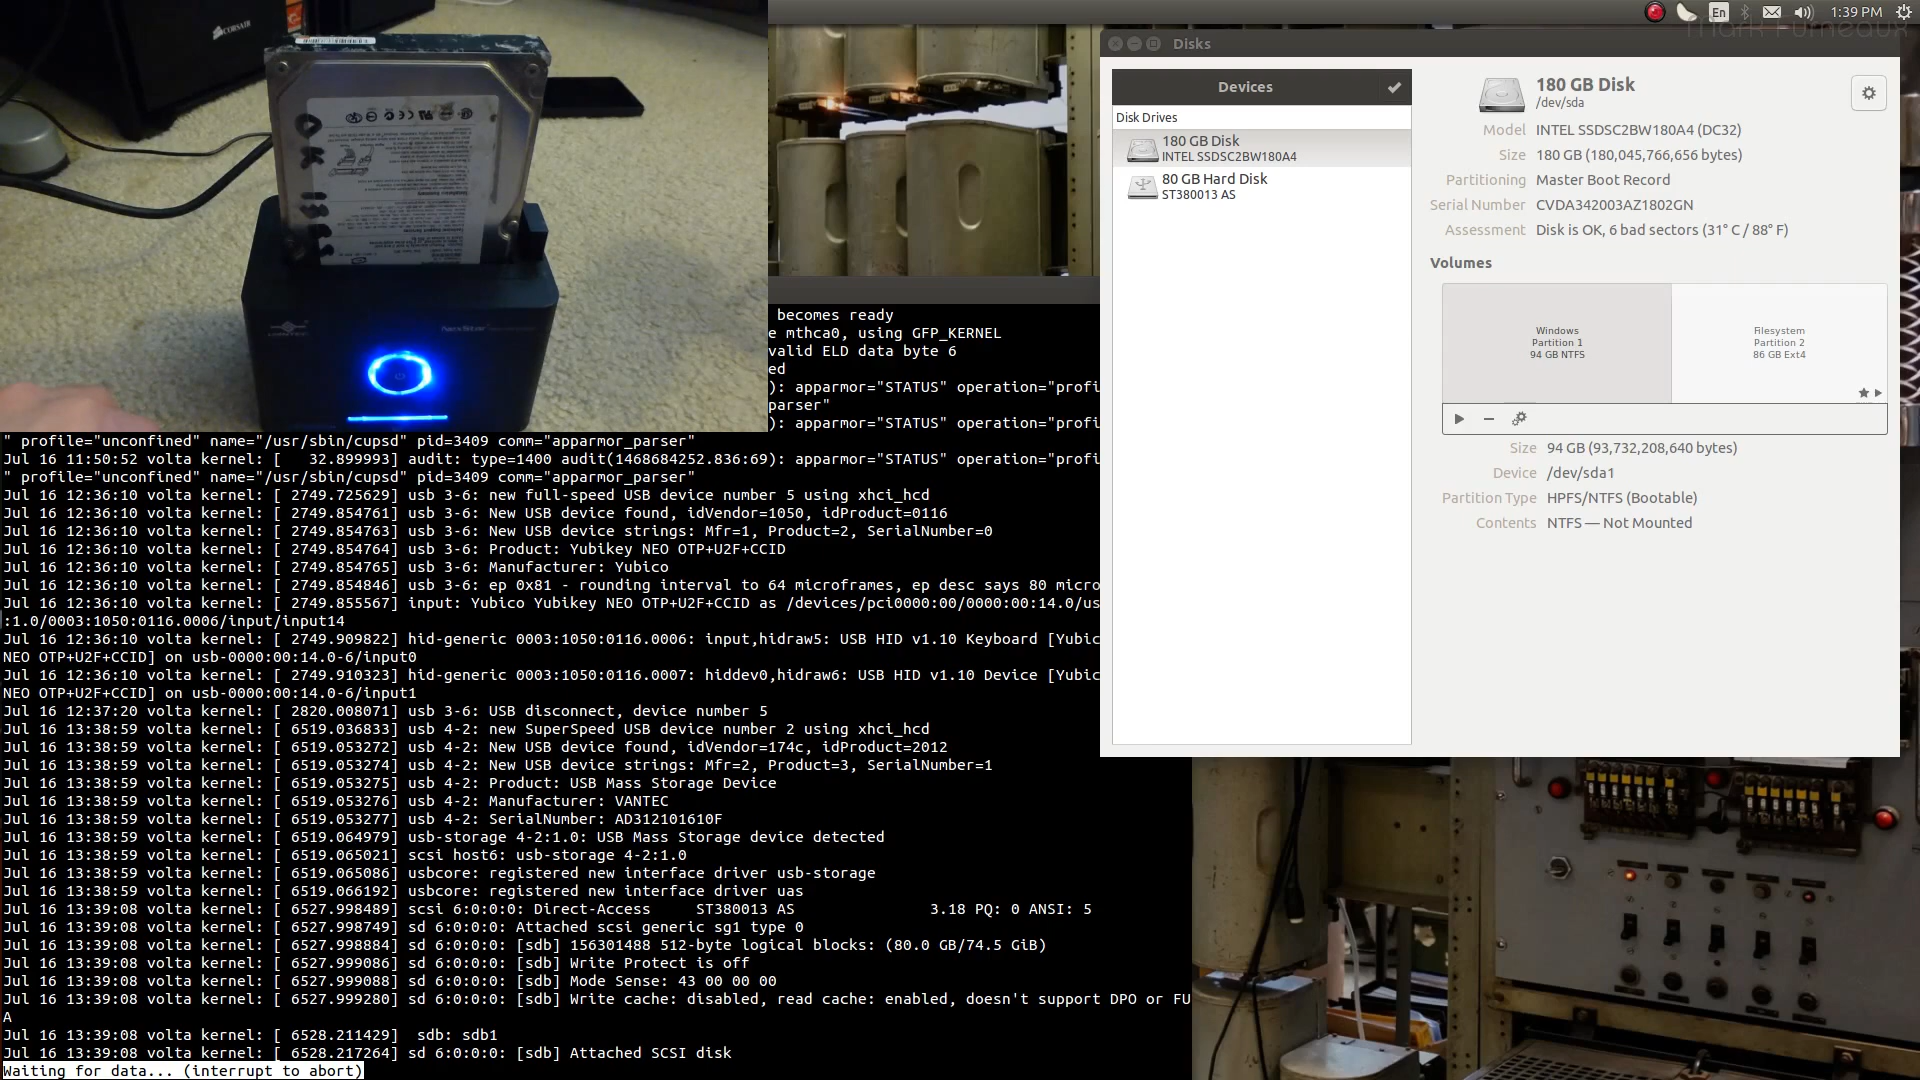 CORSAIR
En
1:39 PM
Mark Furneaux
Disks
Devices
Disk Drives
180 GB Disk
INTEL SSDSC2BW180A4
80 GB Hard Disk
ST380013 AS
180 GB Disk
/dev/sda
Model INTEL SSDSC2BW180A4 (DC32)
Size 180 GB (180,045,766,656 bytes)
Partitioning Master Boot Record
Serial Number CVDA342003AZ1802GN
Assessment Disk is OK, 6 bad sectors (31° C / 88° F)
Volumes
Windows
Partition 1
94 GB NTFS
Filesystem
Partition 2
86 GB Ext4
Size 94 GB (93,732,208,640 bytes)
Device /dev/sda1
Partition Type HPFS/NTFS (Bootable)
Contents NTFS — Not Mounted
becomes ready
e mthca0, using GFP_KERNEL
valid ELD data byte 6
ed
): apparmor="STATUS" operation="profi
parser"
): apparmor="STATUS" operation="profi
" profile="unconfined" name="/usr/sbin/cupsd" pid=3409 comm="apparmor_parser"
Jul 16 11:50:52 volta kernel: [   32.899993] audit: type=1400 audit(1468684252.836:69): apparmor="STATUS" operation="profi
" profile="unconfined" name="/usr/sbin/cupsd" pid=3409 comm="apparmor_parser"
Jul 16 12:36:10 volta kernel: [ 2749.725629] usb 3-6: new full-speed USB device number 5 using xhci_hcd
Jul 16 12:36:10 volta kernel: [ 2749.854761] usb 3-6: New USB device found, idVendor=1050, idProduct=0116
Jul 16 12:36:10 volta kernel: [ 2749.854763] usb 3-6: New USB device strings: Mfr=1, Product=2, SerialNumber=0
Jul 16 12:36:10 volta kernel: [ 2749.854764] usb 3-6: Product: Yubikey NEO OTP+U2F+CCID
Jul 16 12:36:10 volta kernel: [ 2749.854765] usb 3-6: Manufacturer: Yubico
Jul 16 12:36:10 volta kernel: [ 2749.854846] usb 3-6: ep 0x81 - rounding interval to 64 microframes, ep desc says 80 micro
Jul 16 12:36:10 volta kernel: [ 2749.855567] input: Yubico Yubikey NEO OTP+U2F+CCID as /devices/pci0000:00/0000:00:14.0/us
:1.0/0003:1050:0116.0006/input/input14
Jul 16 12:36:10 volta kernel: [ 2749.909822] hid-generic 0003:1050:0116.0006: input,hidraw5: USB HID v1.10 Keyboard [Yubic
NEO OTP+U2F+CCID] on usb-0000:00:14.0-6/input0
Jul 16 12:36:10 volta kernel: [ 2749.910323] hid-generic 0003:1050:0116.0007: hiddev0,hidraw6: USB HID v1.10 Device [Yubic
NEO OTP+U2F+CCID] on usb-0000:00:14.0-6/input1
Jul 16 12:37:20 volta kernel: [ 2820.008071] usb 3-6: USB disconnect, device number 5
Jul 16 13:38:59 volta kernel: [ 6519.036833] usb 4-2: new SuperSpeed USB device number 2 using xhci_hcd
Jul 16 13:38:59 volta kernel: [ 6519.053272] usb 4-2: New USB device found, idVendor=174c, idProduct=2012
Jul 16 13:38:59 volta kernel: [ 6519.053274] usb 4-2: New USB device strings: Mfr=2, Product=3, SerialNumber=1
Jul 16 13:38:59 volta kernel: [ 6519.053275] usb 4-2: Product: USB Mass Storage Device
Jul 16 13:38:59 volta kernel: [ 6519.053276] usb 4-2: Manufacturer: VANTEC
Jul 16 13:38:59 volta kernel: [ 6519.053277] usb 4-2: SerialNumber: AD312101610F
Jul 16 13:38:59 volta kernel: [ 6519.064979] usb-storage 4-2:1.0: USB Mass Storage device detected
Jul 16 13:38:59 volta kernel: [ 6519.065021] scsi host6: usb-storage 4-2:1.0
Jul 16 13:38:59 volta kernel: [ 6519.065086] usbcore: registered new interface driver usb-storage
Jul 16 13:38:59 volta kernel: [ 6519.066192] usbcore: registered new interface driver uas
Jul 16 13:39:08 volta kernel: [ 6527.998489] scsi 6:0:0:0: Direct-Access     ST380013 AS               3.18 PQ: 0 ANSI: 5
Jul 16 13:39:08 volta kernel: [ 6527.998749] sd 6:0:0:0: Attached scsi generic sg1 type 0
Jul 16 13:39:08 volta kernel: [ 6527.998884] sd 6:0:0:0: [sdb] 156301488 512-byte logical blocks: (80.0 GB/74.5 GiB)
Jul 16 13:39:08 volta kernel: [ 6527.999086] sd 6:0:0:0: [sdb] Write Protect is off
Jul 16 13:39:08 volta kernel: [ 6527.999088] sd 6:0:0:0: [sdb] Mode Sense: 43 00 00 00
Jul 16 13:39:08 volta kernel: [ 6527.999280] sd 6:0:0:0: [sdb] Write cache: disabled, read cache: enabled, doesn't support DPO or FU
A
Jul 16 13:39:08 volta kernel: [ 6528.211429]  sdb: sdb1
Jul 16 13:39:08 volta kernel: [ 6528.217264] sd 6:0:0:0: [sdb] Attached SCSI disk
Waiting for data... (interrupt to abort)